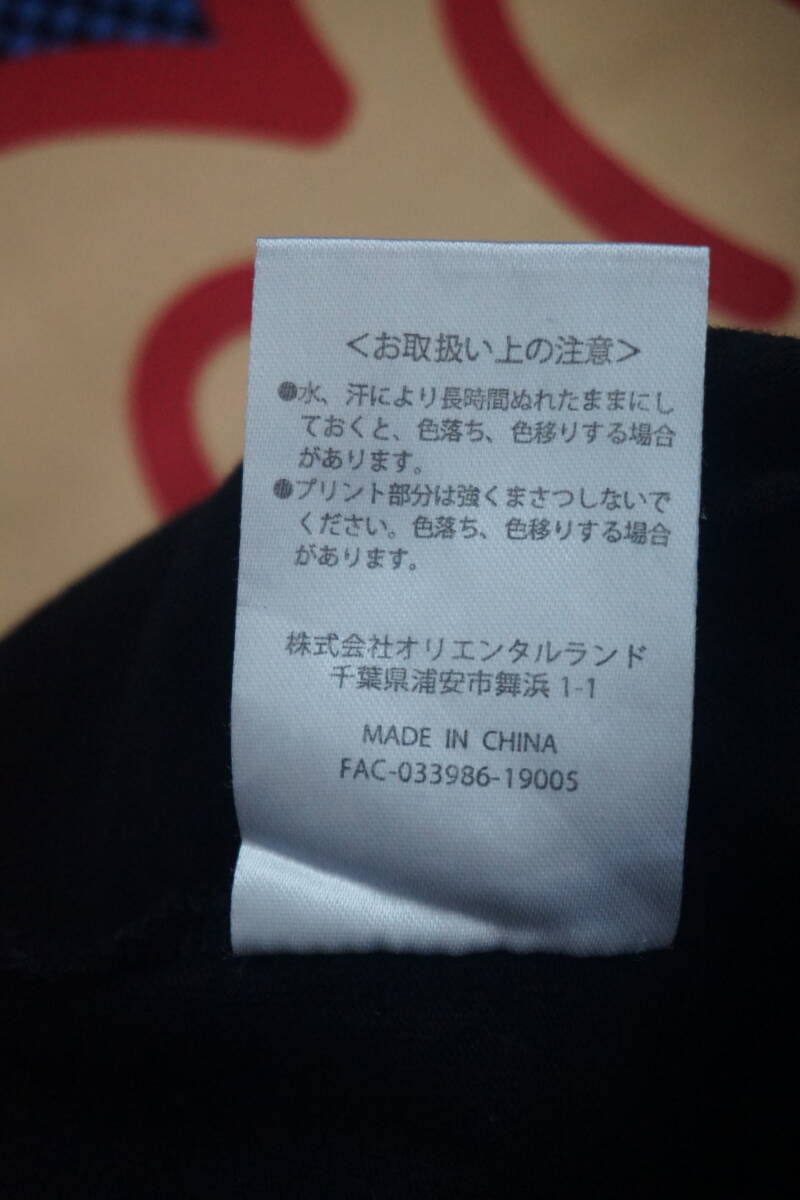 ＜お取扱い上の注意＞
●水、汗により長時間ぬれたままにし
ておくと、色落ち、色移りする場合
があります。
●プリント部分は強くまさつしないで
ください。色落ち、色移りする場合
があります。
株式会社オリエンタルランド
千葉県浦安市舞浜 1-1
MADE IN CHINA
FAC-033986-19005